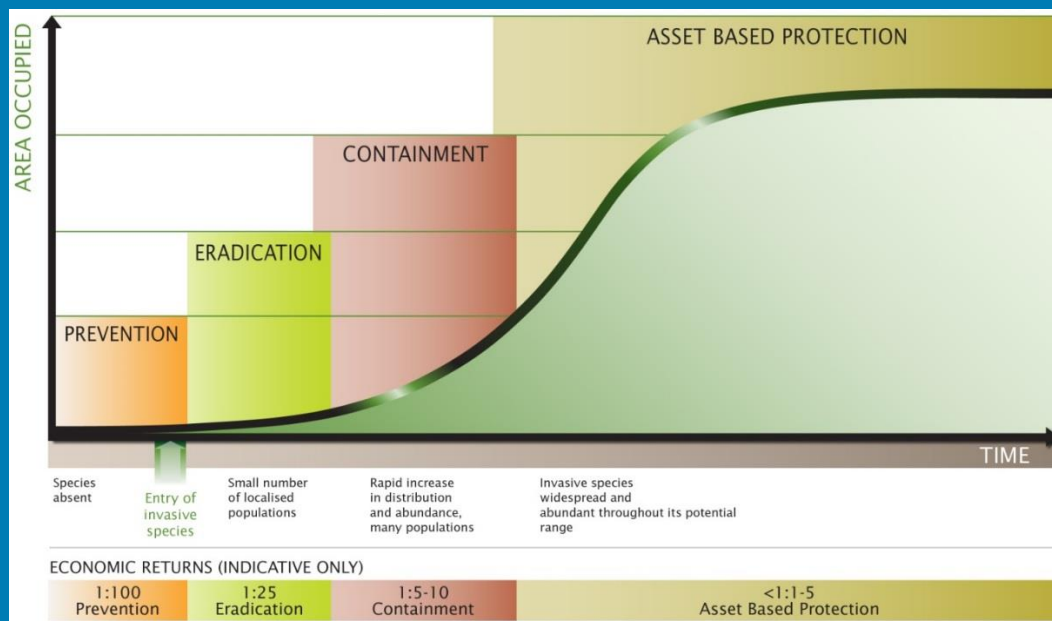 AREA OCCUPIED
ASSET BASED PROTECTION
CONTAINMENT
ERADICATION
PREVENTION
TIME
Species
absent
Entry of
invasive
species
Small number
of localised
populations
Rapid increase
in distribution
and abundance,
many populations
Invasive species
widespread and
abundant throughout its potential
range
ECONOMIC RETURNS (INDICATIVE ONLY)
1:100
Prevention
1:25
Eradication
1:5-10
Containment
<1:1-5
Asset Based Protection